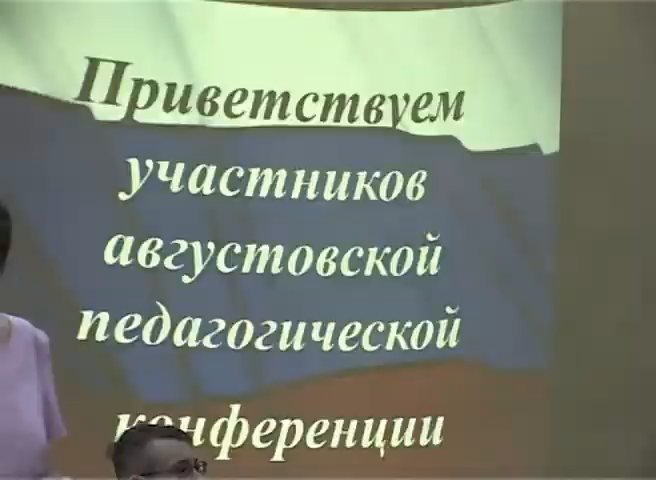 Приветствуем
участников
августовской
педагогической
конференции